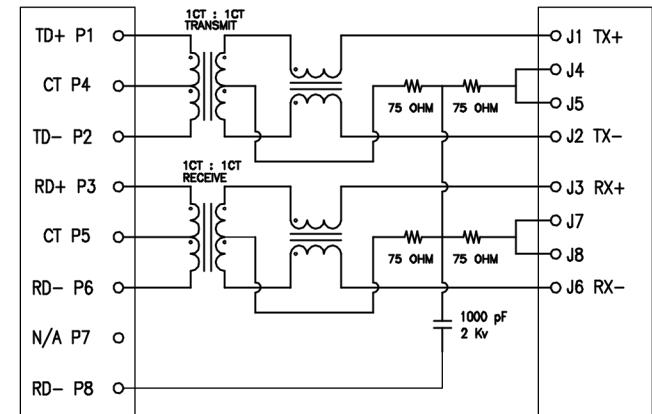 1CT : 1CT
TRANSMIT
TD+ P1
J1 TX+
J4
CT P4
75 OHM
75 OHM
J5
TD- P2
J2 TX-
1CT : 1CT
RECEIVE
RD+ P3
J3 RX+
J7
CT P5
75 OHM
75 OHM
J8
RD- P6
J6 RX-
1000 pF
2 Kv
N/A P7
RD- P8